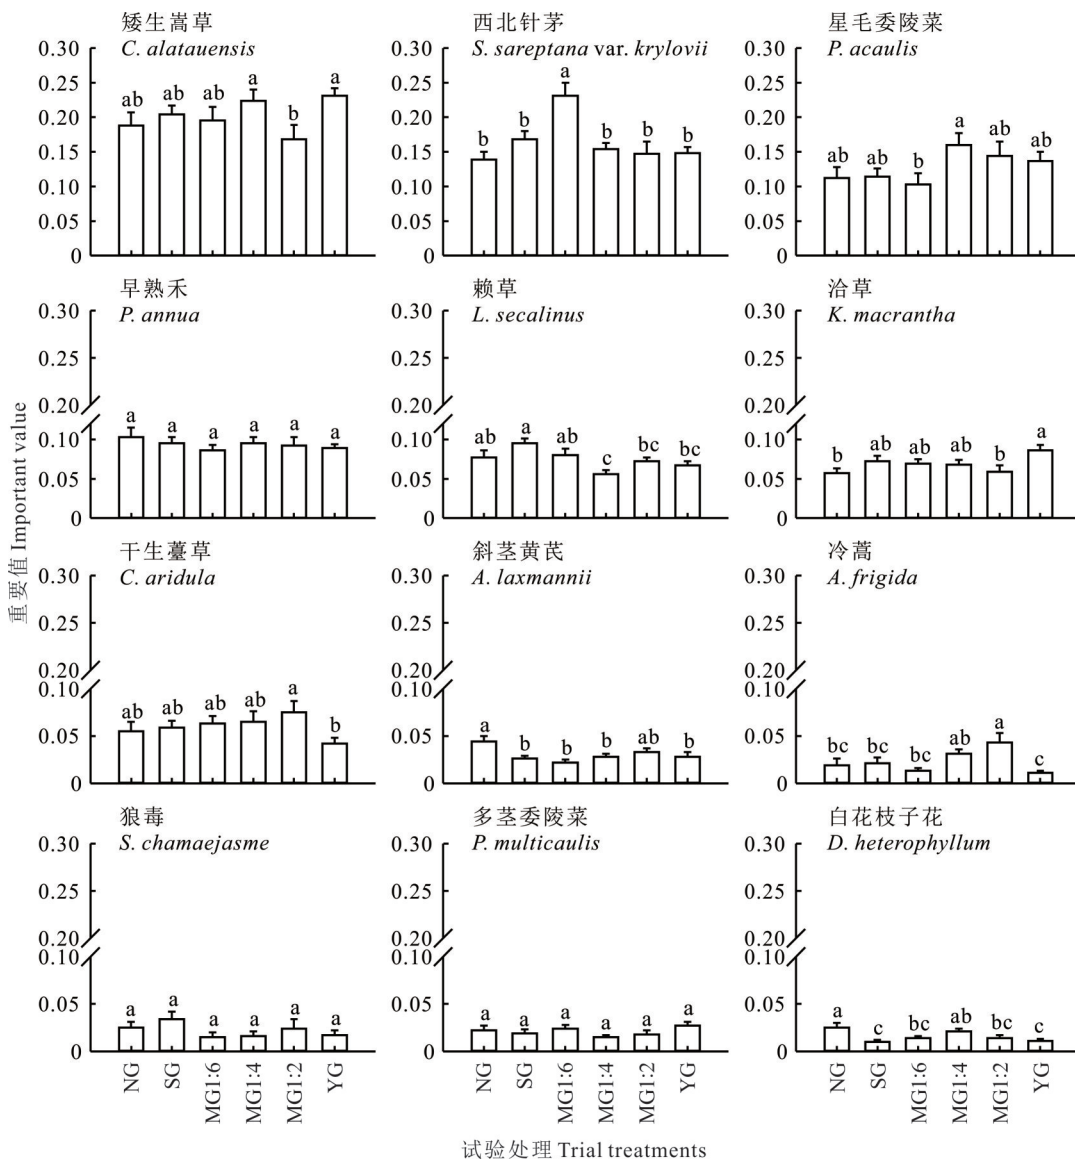 矮生嵩草
C. alatauensis
0.30
0.25
0.20
0.15
0.10
0.05
0
ab ab ab a b a
西北针茅
S. sareptana var. krylovii
0.30
0.25
0.20
0.15
0.10
0.05
0
b b a b b b
星毛委陵菜
P. acaulis
0.30
0.25
0.20
0.15
0.10
0.05
0
ab ab b a ab ab
早熟禾
P. annua
0.30
0.25
0.20
0.10
0.05
0
a a a a a a
赖草
L. secalinus
0.30
0.25
0.20
0.10
0.05
0
ab a ab c bc bc
洽草
K. macrantha
0.30
0.25
0.20
0.10
0.05
0
b ab ab ab b a
干生薹草
C. aridula
0.30
0.25
0.20
0.10
0.05
0
ab ab ab ab a b
斜茎黄芪
A. laxmannii
0.30
0.25
0.20
0.10
0.05
0
a b b b ab b
冷蒿
A. frigida
0.30
0.25
0.20
0.10
0.05
0
bc bc bc ab a c
狼毒
S. chamaejasme
0.30
0.25
0.20
0.10
0.05
0
a a a a a a
NG SG MG1:6 MG1:4 MG1:2 YG
多茎委陵菜
P. multicaulis
0.30
0.25
0.20
0.10
0.05
0
a a a a a a
NG SG MG1:6 MG1:4 MG1:2 YG
白花枝子花
D. heterophyllum
0.30
0.25
0.20
0.10
0.05
0
a c bc ab bc c
NG SG MG1:6 MG1:4 MG1:2 YG
重要值 Important value
试验处理 Trial treatments